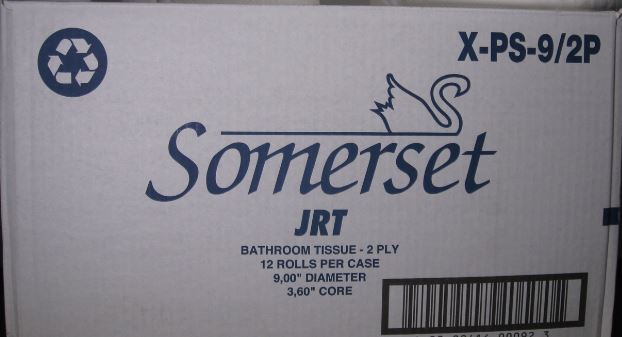 X-PS-9/2P
Somerset
JRT
BATHROOM TISSUE - 2 PLY
12 ROLLS PER CASE
9,00" DIAMETER
3,60" CORE